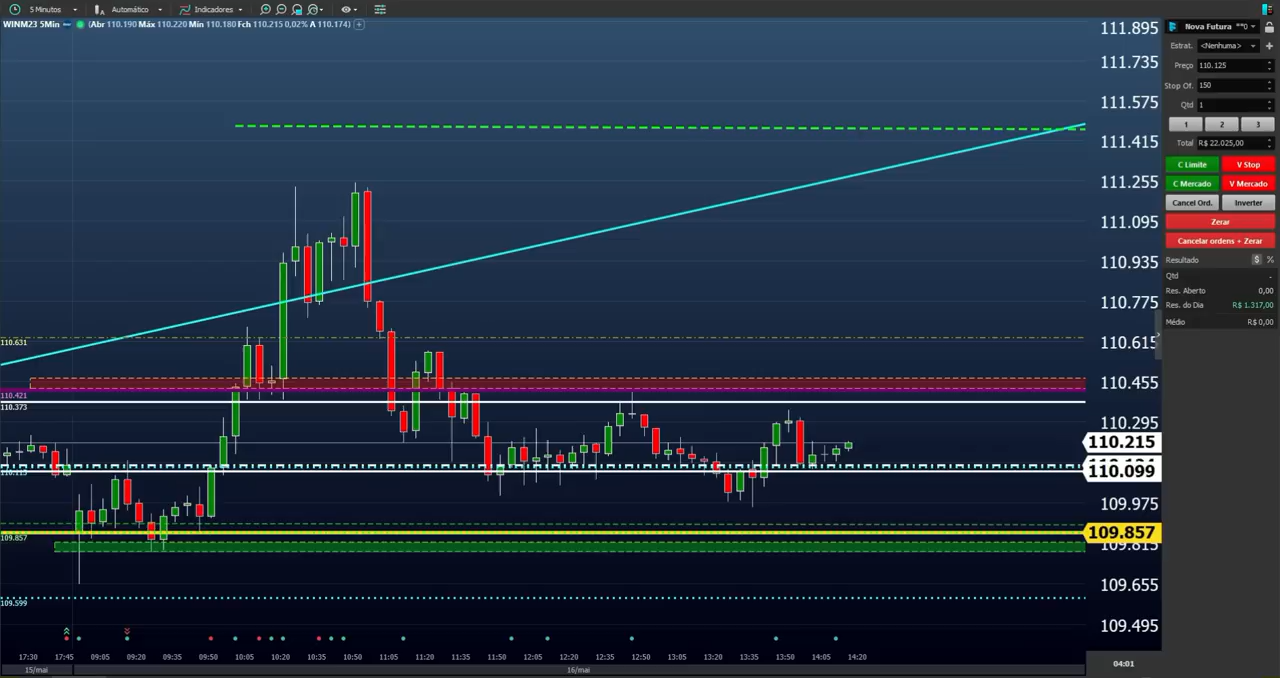 5 Minutos Automático Indicadores
WINM23 5Min (Abr 110.190 Máx 110.220 Mín 110.180 Fch 110.215 0,02% A 110.174) +
111.895
111.735
111.575
111.415
111.255
111.095
110.935
110.775
110.631
110.615
110.455
110.421
110.373
110.295
110.215
110.099
109.975
109.857
109.857
109.815
109.655
109.599
109.495
17:30 17:45 09:05 09:20 09:35 09:50 10:05 10:20 10:35 10:50 11:05 11:20 11:35 11:50 12:05 12:20 12:35 12:50 13:05 13:20 13:35 13:50 14:05 14:20
15/mai 16/mai
04:01
Nova Futura **0
Estrat. <Nenhuma> +
Preço 110.125
Stop Of. 150
Qtd 1
1 2 3
Total R$ 22.025,00
C Limite V Stop
C Mercado V Mercado
Cancel Ord. Inverter
Zerar
Cancelar ordens + Zerar
Resultado $ %
Qtd -
Res. Aberto 0,00
Res. do Dia R$ 1.317,00
Médio R$ 0,00